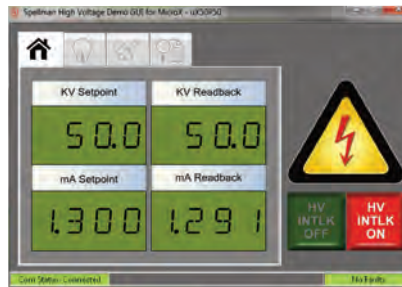 Spellman High Voltage Demo GUI for MicroX - uX50P50
KV Setpoint
KV Readback
50.0
50.0
mA Setpoint
mA Readback
1.300
1.291
HV
INTLK
OFF
HV
INTLK
ON
Com Status: Connected
No Faults